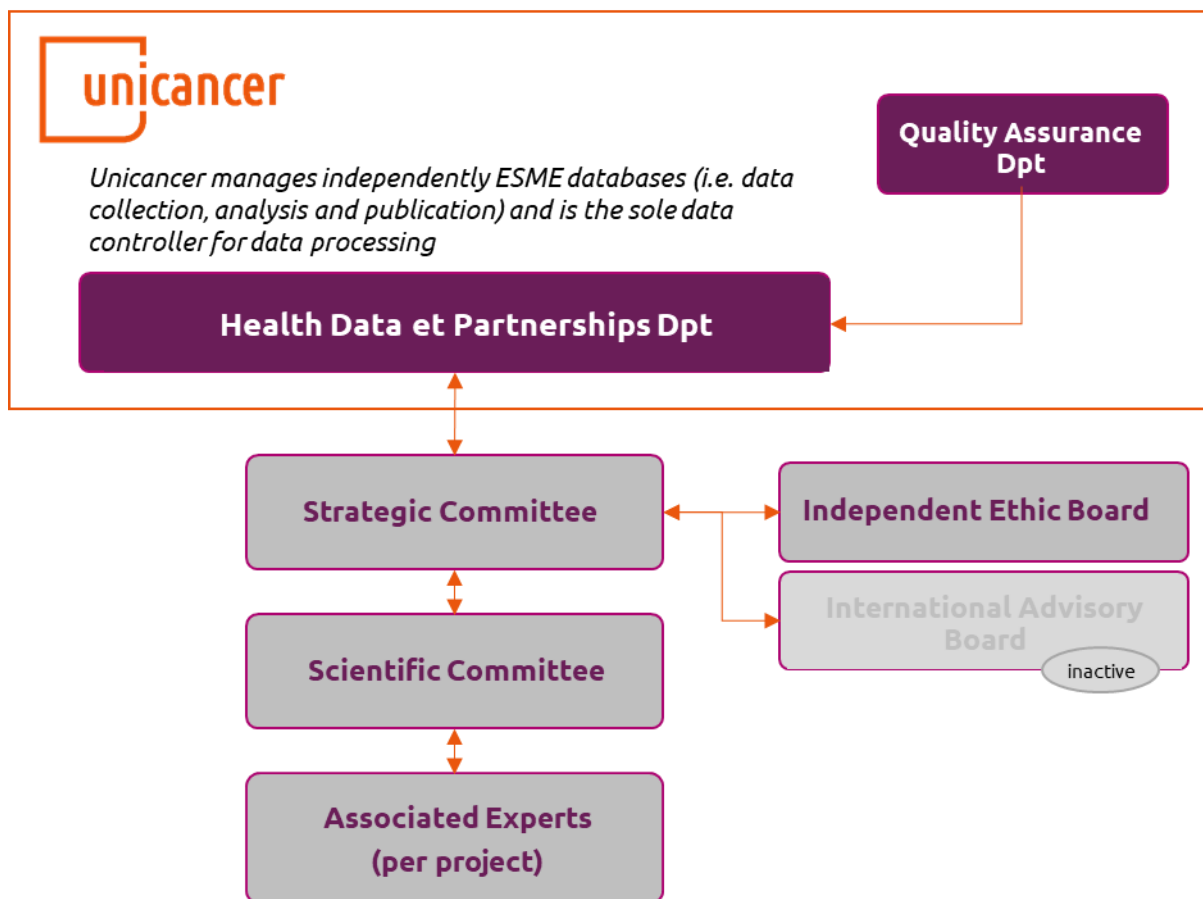 unicancer
Quality Assurance
Dpt
Unicancer manages independently ESME databases (i.e. data
collection, analysis and publication) and is the sole data
controller for data processing
Health Data et Partnerships Dpt
Strategic Committee
Independent Ethic Board
International Advisory
Board
inactive
Scientific Committee
Associated Experts
(per project)